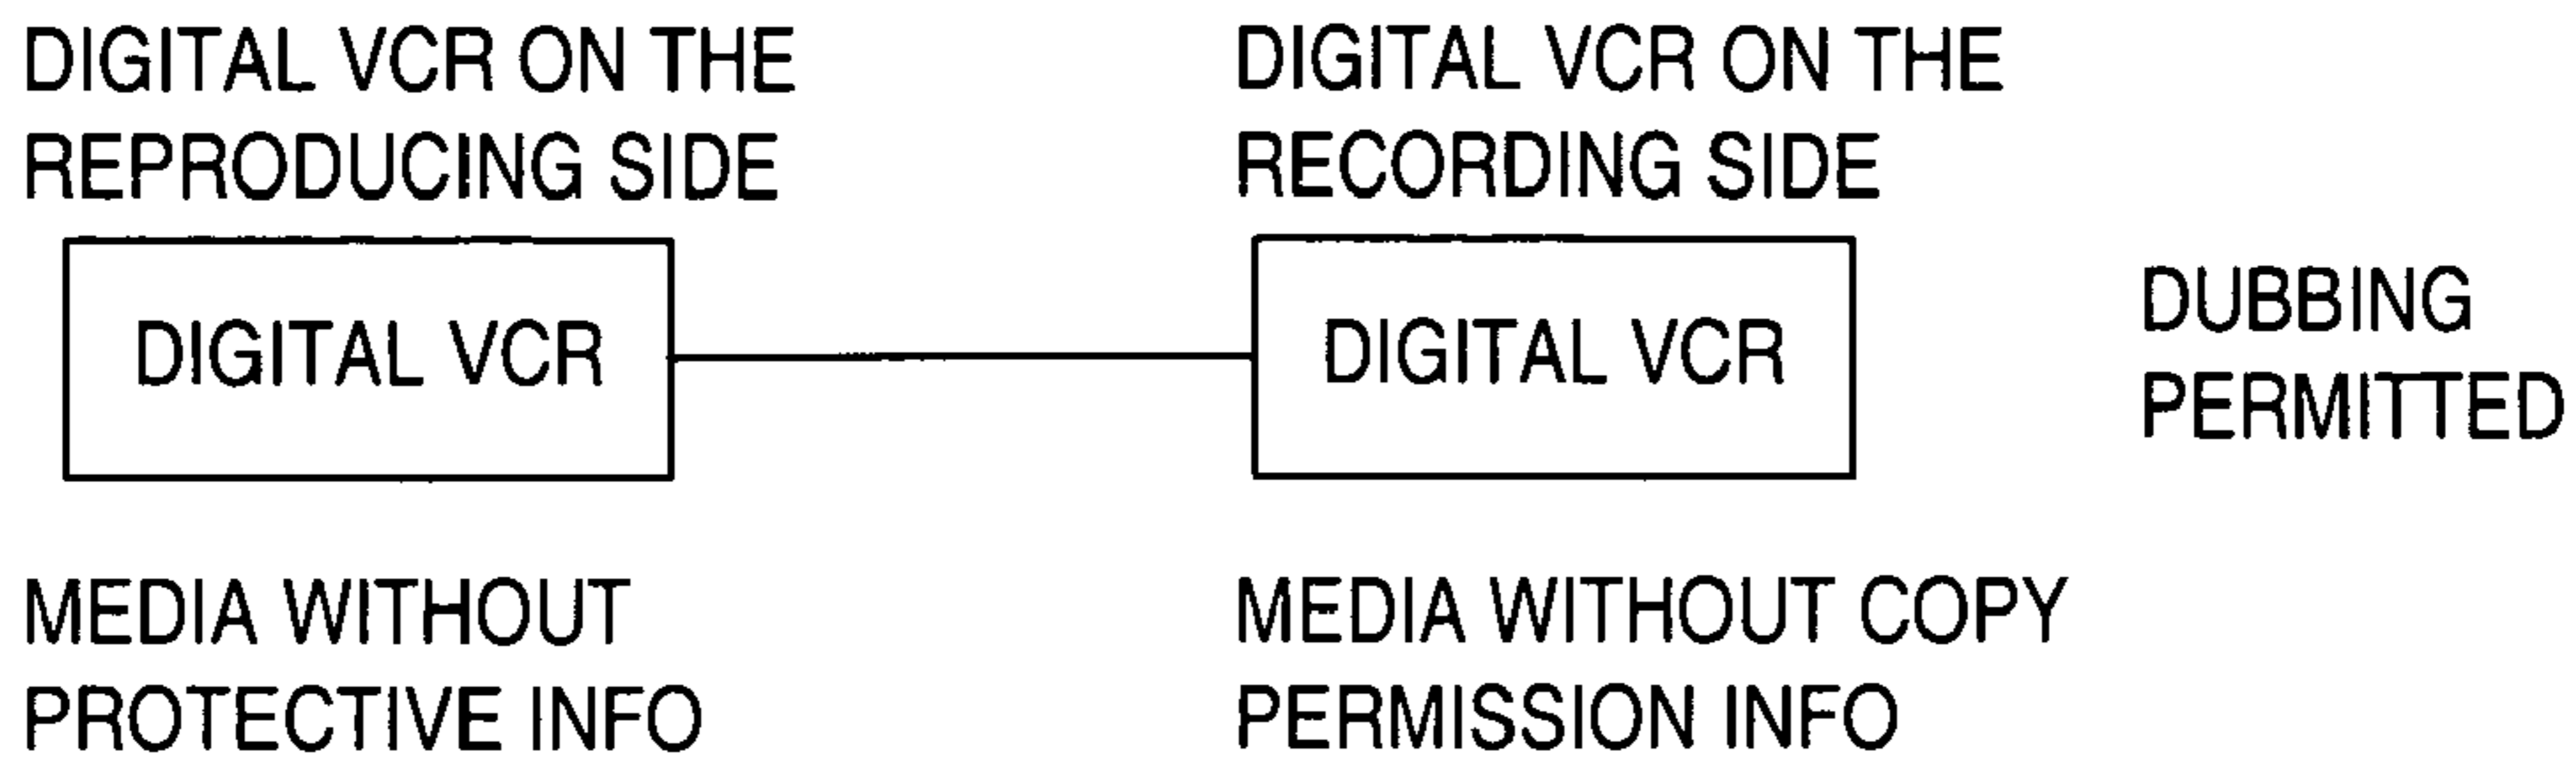 DIGITAL VCR ON THE
REPRODUCING SIDE
DIGITAL VCR ON THE
RECORDING SIDE
DIGITAL VCR
DIGITAL VCR
DUBBING
PERMITTED
MEDIA WITHOUT
PROTECTIVE INFO
MEDIA WITHOUT COPY
PERMISSION INFO